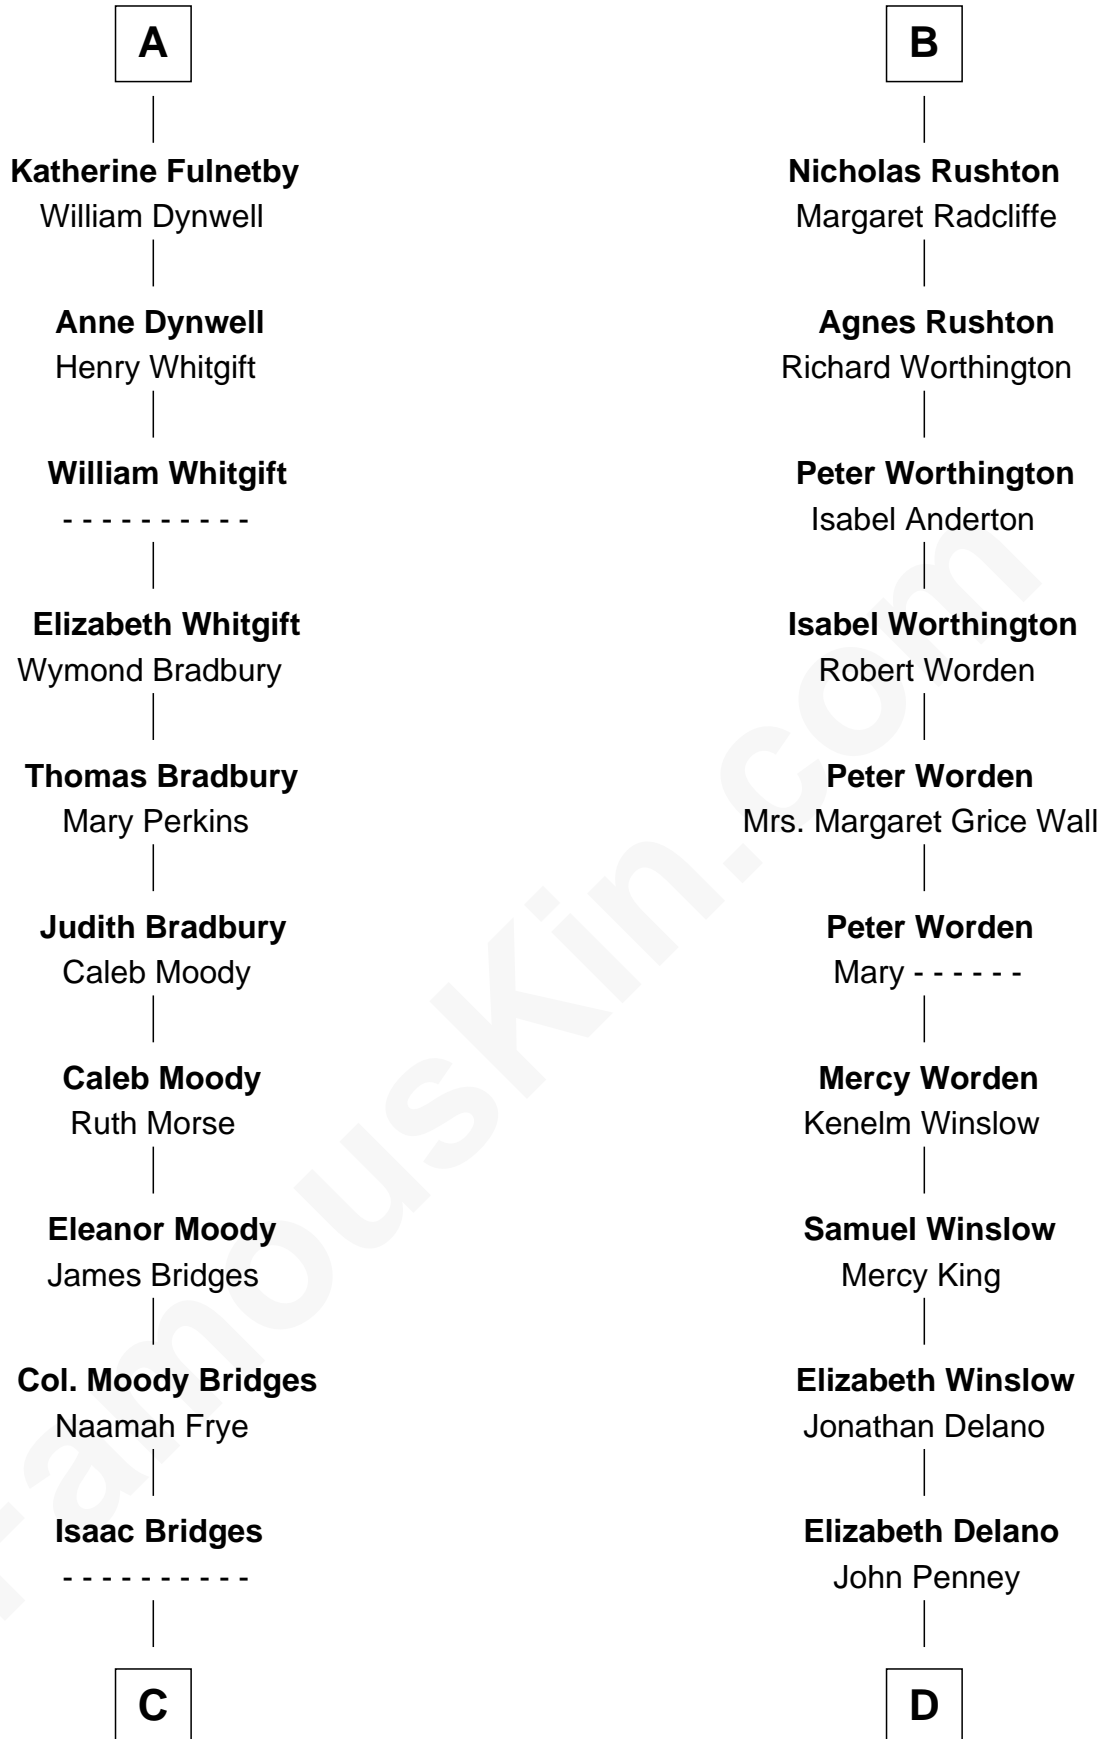 A
Katherine Fulnetby
William Dynwell
Anne Dynwell
Henry Whitgift
William Whitgift
- - - - - - - - - -
Elizabeth Whitgift
Wymond Bradbury
Thomas Bradbury
Mary Perkins
Judith Bradbury
Caleb Moody
Caleb Moody
Ruth Morse
Eleanor Moody
James Bridges
Col. Moody Bridges
Naamah Frye
Isaac Bridges
- - - - - - - - - -
C
B
Nicholas Rushton
Margaret Radcliffe
Agnes Rushton
Richard Worthington
Peter Worthington
Isabel Anderton
Isabel Worthington
Robert Worden
Peter Worden
Mrs. Margaret Grice Wall
Peter Worden
Mary - - - - - -
Mercy Worden
Kenelm Winslow
Samuel Winslow
Mercy King
Elizabeth Winslow
Jonathan Delano
Elizabeth Delano
John Penney
D
FamousKin.com